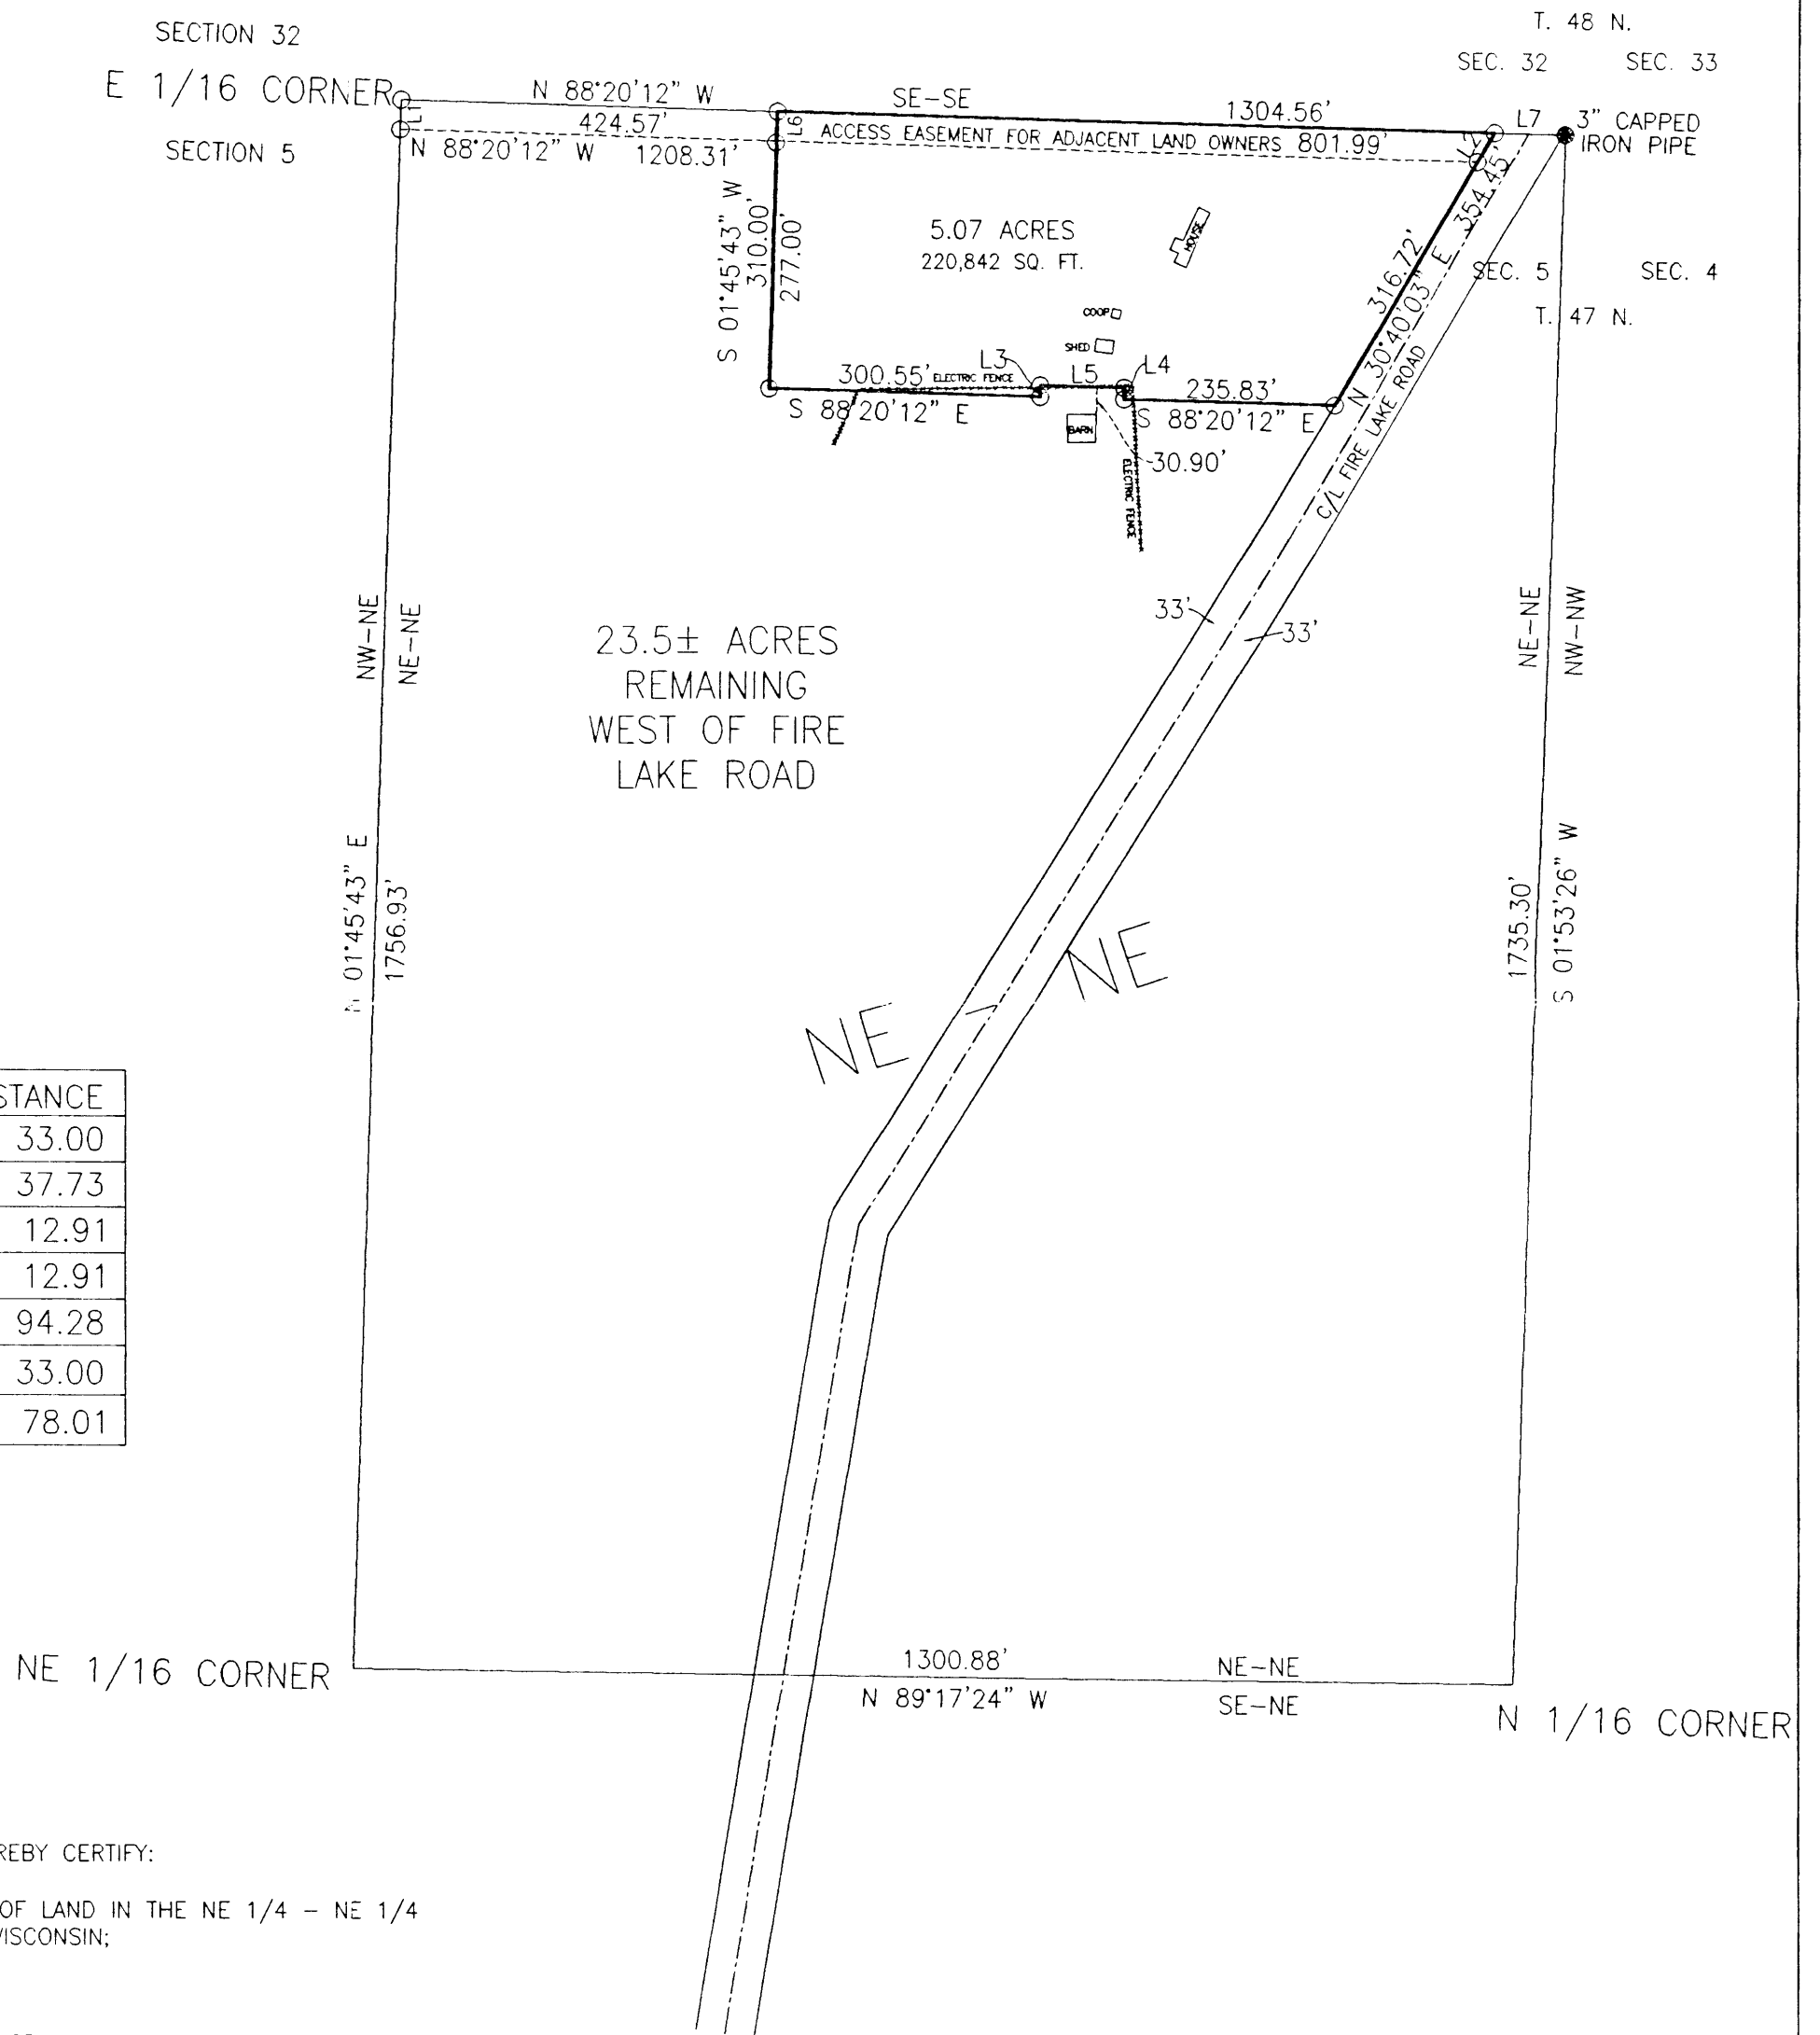 SECTION 32
T. 48 N.
SEC. 32 SEC. 33
E 1/16 CORNER
N 88°20'12" W
SE-SE
1304.56'
L7
3" CAPPED
IRON PIPE
L1
424.57'
L6
ACCESS EASEMENT FOR ADJACENT LAND OWNERS 801.99'
L2
SECTION 5
N 88°20'12" W 1208.31'
S 01°45'43" W
310.00'
277.00'
5.07 ACRES
220,842 SQ. FT.
HOUSE
316.72'
N 30°40'03" E 354.45'
SEC. 5 SEC. 4
T. 47 N.
COOP
SHED
L3
L4
300.55'
ELECTRIC FENCE
L5
235.83'
S 88°20'12" E
BARN
S 88°20'12" E
30.90'
ELECTRIC FENCE
C/L FIRE LAKE ROAD
33'
33'
NW-NE
NE-NE
23.5± ACRES
REMAINING
WEST OF FIRE
LAKE ROAD
NE-NE
NW-NW
N 01°45'43" E
1756.93'
1735.30'
S 01°53'26" W
NE - NE
STANCE
33.00
37.73
12.91
12.91
94.28
33.00
78.01
NE 1/16 CORNER
1300.88'
NE-NE
N 89°17'24" W
SE-NE
N 1/16 CORNER
REBY CERTIFY:
OF LAND IN THE NE 1/4 - NE 1/4
VISCONSIN;